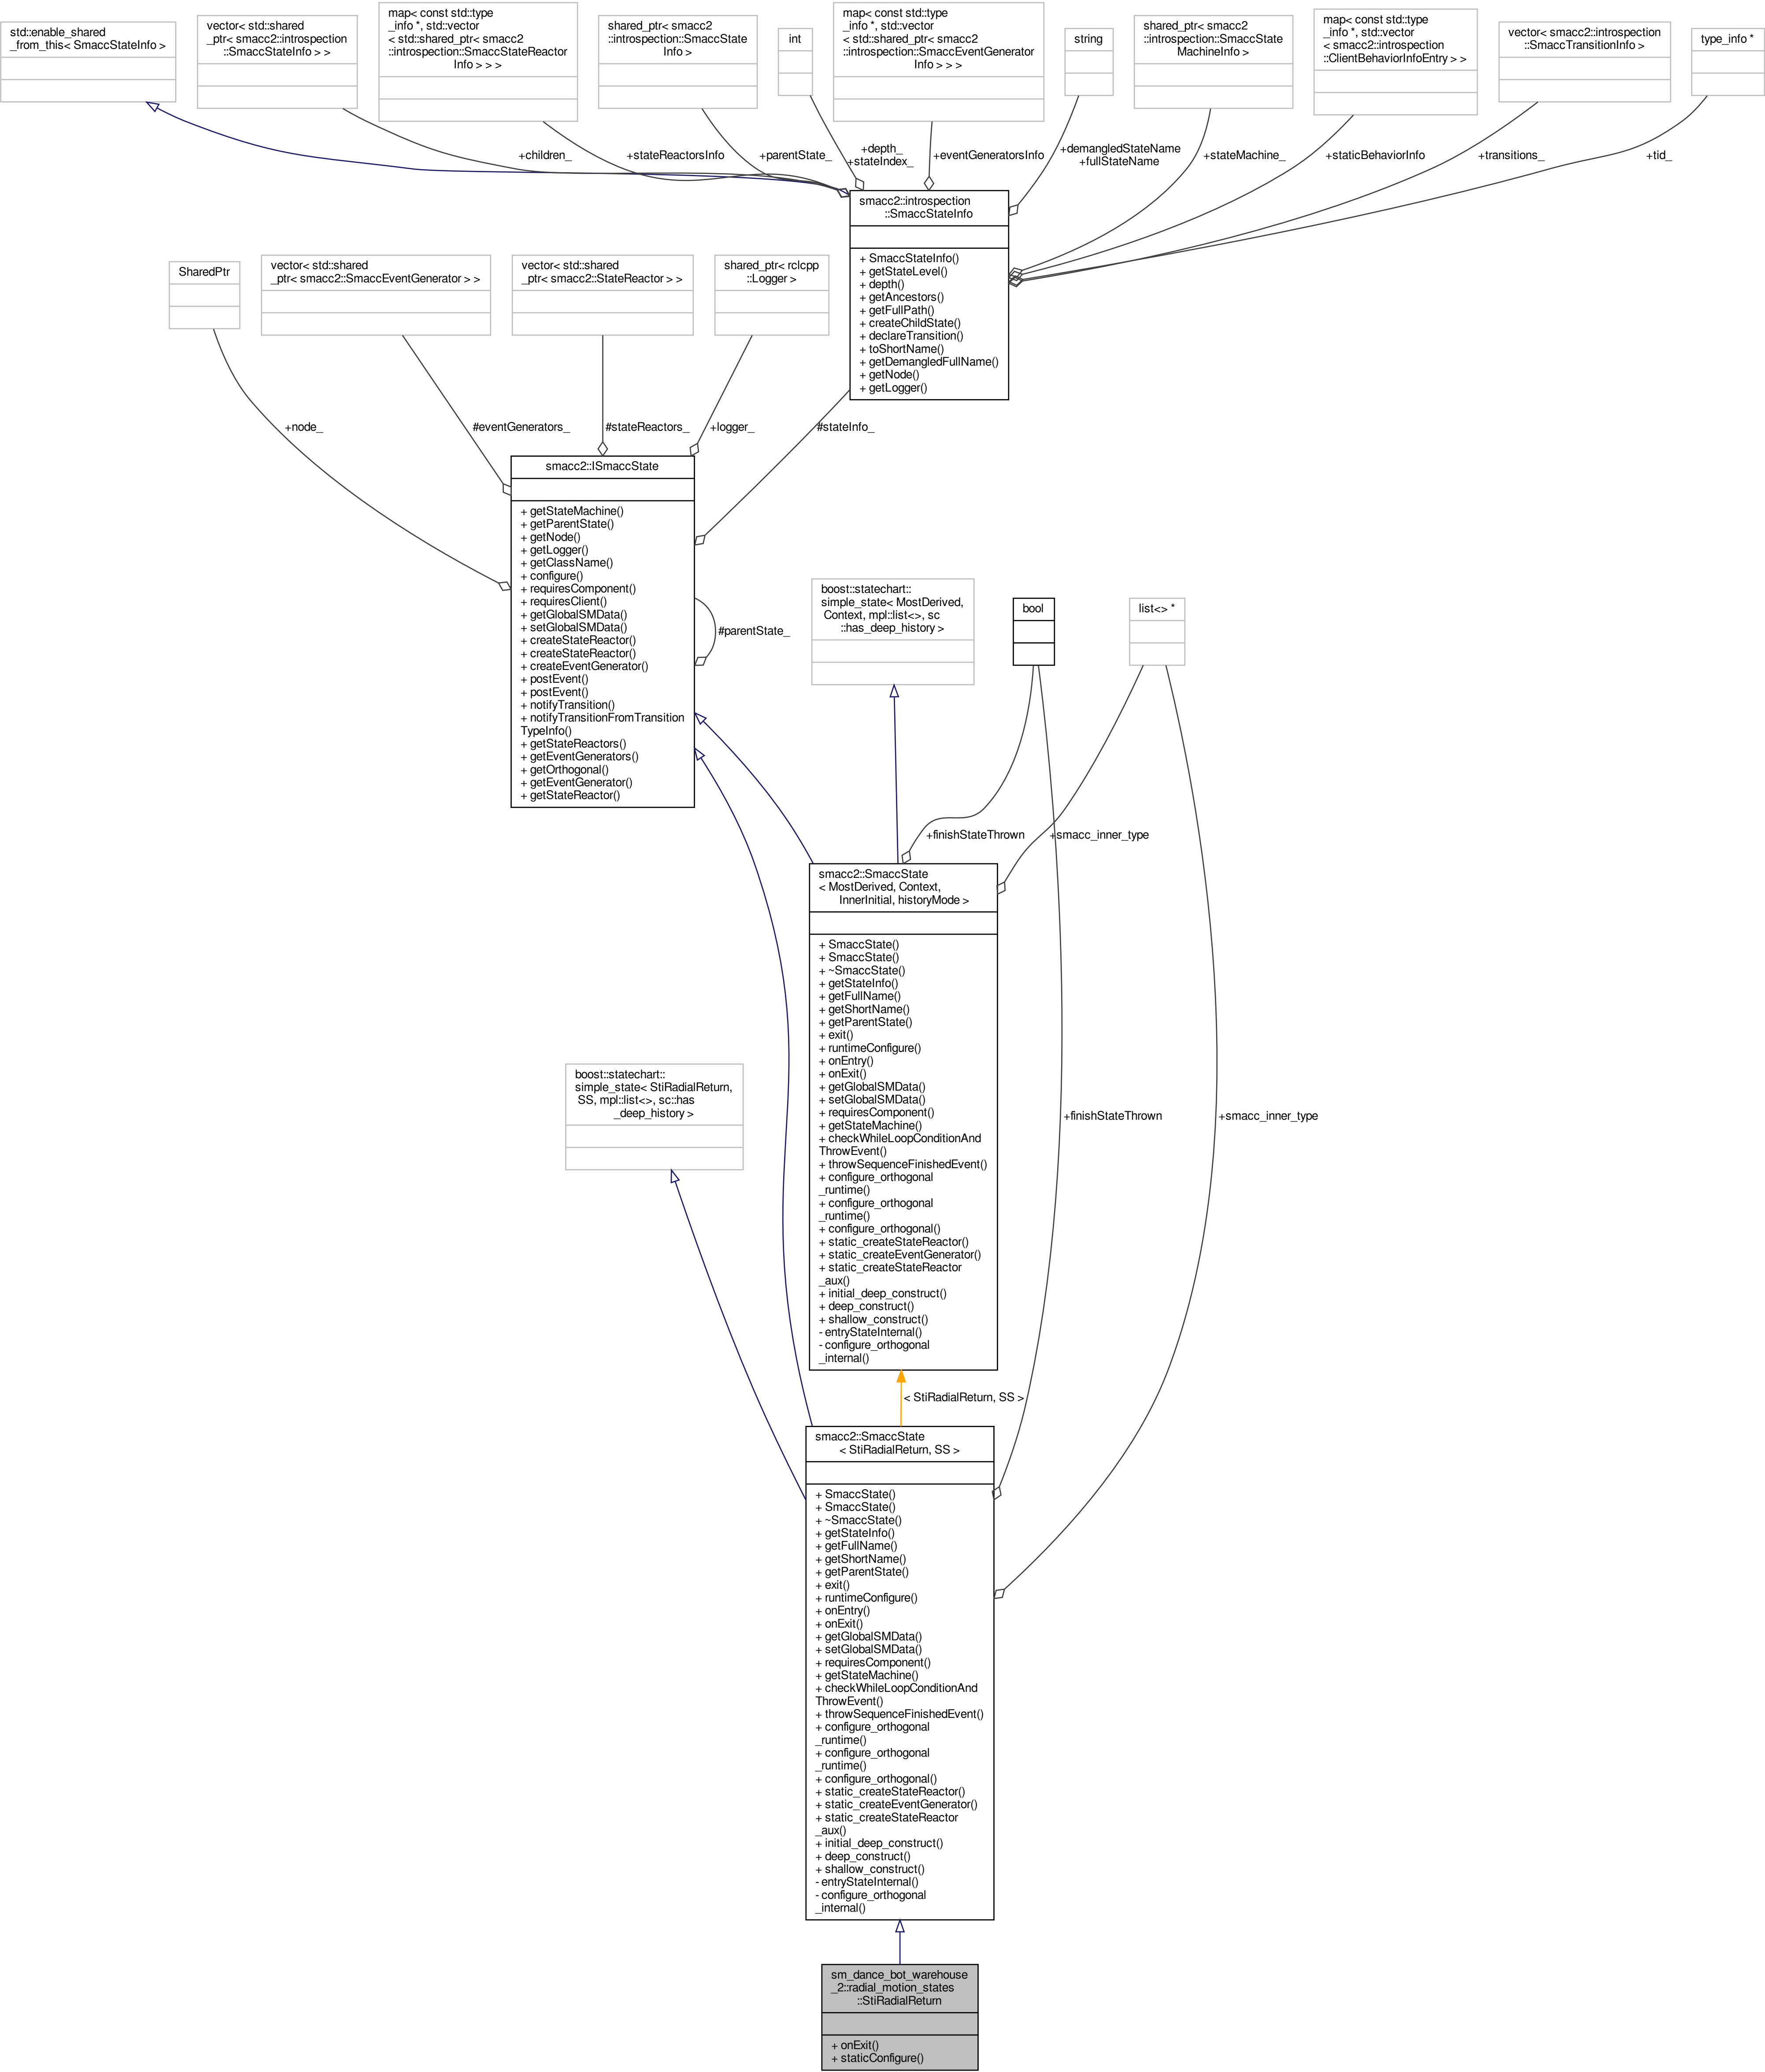 std::enable_shared
_from_this< SmaccStateInfo >
vector< std::shared
_ptr< smacc2::introspection
::SmaccStateInfo > >
map< const std::type
_info *, std::vector
< std::shared_ptr< smacc2
::introspection::SmaccStateReactor
Info > > >
shared_ptr< smacc2
::introspection::SmaccState
Info >
int
map< const std::type
_info *, std::vector
< std::shared_ptr< smacc2
::introspection::SmaccEventGenerator
Info > > >
string
shared_ptr< smacc2
::introspection::SmaccState
MachineInfo >
map< const std::type
_info *, std::vector
< smacc2::introspection
::ClientBehaviorInfoEntry > >
vector< smacc2::introspection
::SmaccTransitionInfo >
type_info *
+children_
+stateReactorsInfo
+parentState_
+depth_
+stateIndex_
+eventGeneratorsInfo
+demangledStateName
+fullStateName
+stateMachine_
+staticBehaviorInfo
+transitions_
+tid_
smacc2::introspection
::SmaccStateInfo
+ SmaccStateInfo()
+ getStateLevel()
+ depth()
+ getAncestors()
+ getFullPath()
+ createChildState()
+ declareTransition()
+ toShortName()
+ getDemangledFullName()
+ getNode()
+ getLogger()
SharedPtr
vector< std::shared
_ptr< smacc2::SmaccEventGenerator > >
vector< std::shared
_ptr< smacc2::StateReactor > >
shared_ptr< rclcpp
::Logger >
+node_
#eventGenerators_
#stateReactors_
+logger_
#stateInfo_
smacc2::ISmaccState
+ getStateMachine()
+ getParentState()
+ getNode()
+ getLogger()
+ getClassName()
+ configure()
+ requiresComponent()
+ requiresClient()
+ getGlobalSMData()
+ setGlobalSMData()
+ createStateReactor()
+ createStateReactor()
+ createEventGenerator()
+ postEvent()
+ postEvent()
+ notifyTransition()
+ notifyTransitionFromTransition
TypeInfo()
+ getStateReactors()
+ getEventGenerators()
+ getOrthogonal()
+ getEventGenerator()
+ getStateReactor()
#parentState_
boost::statechart::
simple_state< MostDerived,
Context, mpl::list<>, sc
::has_deep_history >
bool
list<> *
+finishStateThrown
+smacc_inner_type
smacc2::SmaccState
< MostDerived, Context,
InnerInitial, historyMode >
+ SmaccState()
+ SmaccState()
+ ~SmaccState()
+ getStateInfo()
+ getFullName()
+ getShortName()
+ getParentState()
+ exit()
+ runtimeConfigure()
+ onEntry()
+ onExit()
+ getGlobalSMData()
+ setGlobalSMData()
+ requiresComponent()
+ getStateMachine()
+ checkWhileLoopConditionAnd
ThrowEvent()
+ throwSequenceFinishedEvent()
+ configure_orthogonal
_runtime()
+ configure_orthogonal
_runtime()
+ configure_orthogonal()
+ static_createStateReactor()
+ static_createEventGenerator()
+ static_createStateReactor
_aux()
+ initial_deep_construct()
+ deep_construct()
+ shallow_construct()
- entryStateInternal()
- configure_orthogonal
_internal()
boost::statechart::
simple_state< StiRadialReturn,
SS, mpl::list<>, sc::has
_deep_history >
+finishStateThrown
+smacc_inner_type
< StiRadialReturn, SS >
smacc2::SmaccState
< StiRadialReturn, SS >
+ SmaccState()
+ SmaccState()
+ ~SmaccState()
+ getStateInfo()
+ getFullName()
+ getShortName()
+ getParentState()
+ exit()
+ runtimeConfigure()
+ onEntry()
+ onExit()
+ getGlobalSMData()
+ setGlobalSMData()
+ requiresComponent()
+ getStateMachine()
+ checkWhileLoopConditionAnd
ThrowEvent()
+ throwSequenceFinishedEvent()
+ configure_orthogonal
_runtime()
+ configure_orthogonal
_runtime()
+ configure_orthogonal()
+ static_createStateReactor()
+ static_createEventGenerator()
+ static_createStateReactor
_aux()
+ initial_deep_construct()
+ deep_construct()
+ shallow_construct()
- entryStateInternal()
- configure_orthogonal
_internal()
sm_dance_bot_warehouse
_2::radial_motion_states
::StiRadialReturn
+ onExit()
+ staticConfigure()